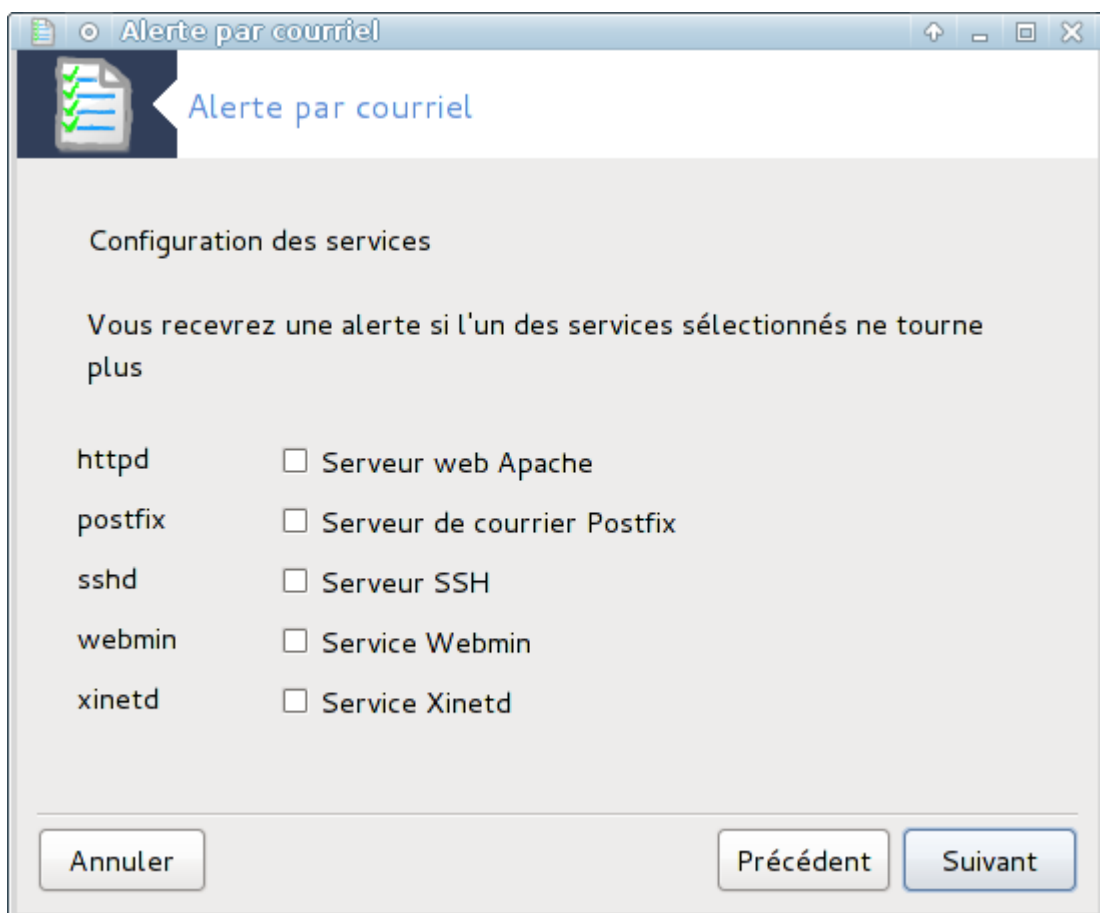 Alerte par courriel
Alerte par courriel
Configuration des services
Vous recevrez une alerte si l'un des services sélectionnés ne tourne
plus
httpd Serveur web Apache
postfix Serveur de courrier Postfix
sshd Serveur SSH
webmin Service Webmin
xinetd Service Xinetd
Annuler Précédent Suivant